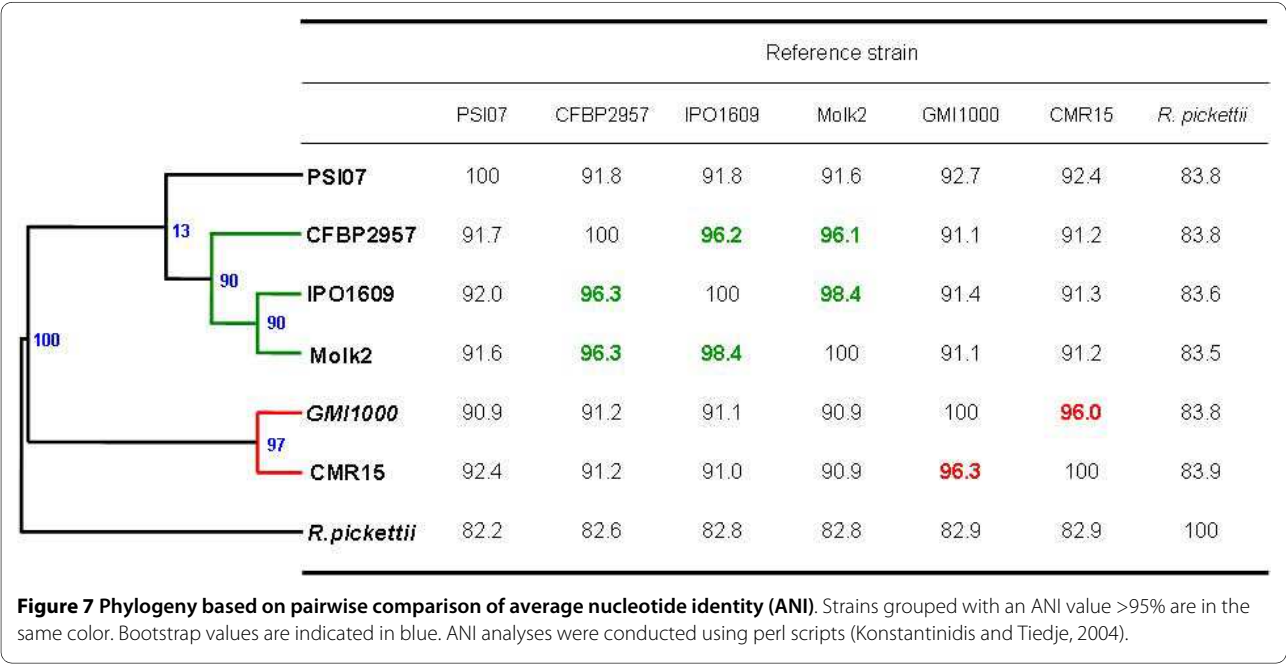 Reference strain
PSI07 CFBP2957 IPO1609 Molk2 GMI1000 CMR15 R. pickettii
PSI07 100 91.8 91.8 91.6 92.7 92.4 83.8
13
CFBP2957 91.7 100 96.2 96.1 91.1 91.2 83.8
90
IPO1609 92.0 96.3 100 98.4 91.4 91.3 83.6
90
100
Molk2 91.6 96.3 98.4 100 91.1 91.2 83.5
GMI1000 90.9 91.2 91.1 90.9 100 96.0 83.8
97
CMR15 92.4 91.2 91.0 90.9 96.3 100 83.9
R.pickettii 82.2 82.6 82.8 82.8 82.9 82.9 100
Figure 7 Phylogeny based on pairwise comparison of average nucleotide identity (ANI). Strains grouped with an ANI value >95% are in the
same color. Bootstrap values are indicated in blue. ANI analyses were conducted using perl scripts (Konstantinidis and Tiedje, 2004).